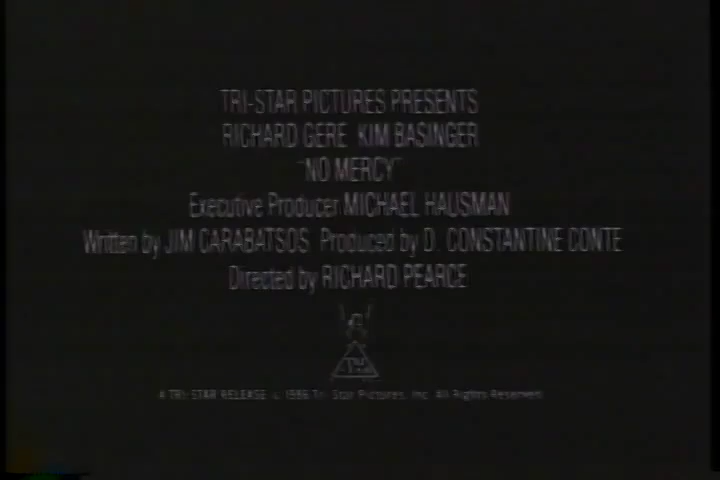 TRI-STAR PICTURES PRESENTS
RICHARD GERE KIM BASINGER
"NO MERCY"
Executive Producer MICHAEL HAUSMAN
Written by JIM CARABATSOS Produced by D. CONSTANTINE CONTE
Directed by RICHARD PEARCE
A TRI-STAR RELEASE © 1986 Tri-Star Pictures, Inc. All Rights Reserved